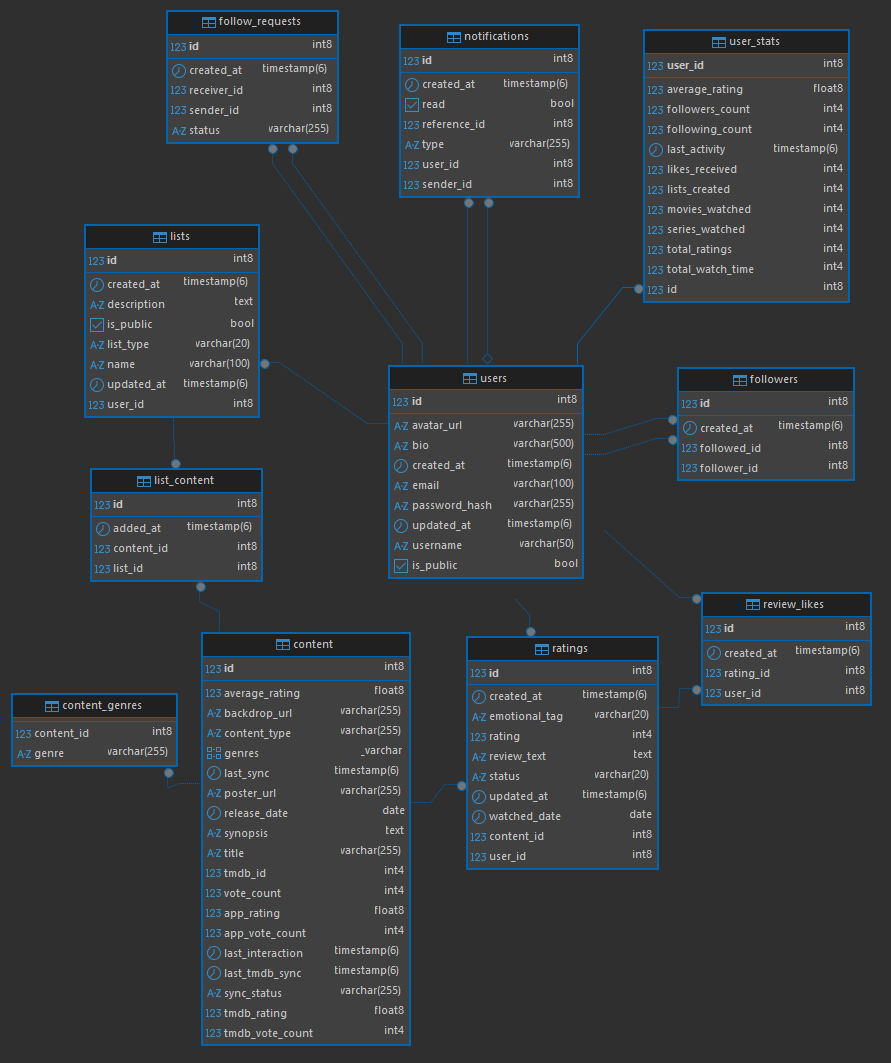 follow_requests
123 id int8
created_at timestamp(6)
123 receiver_id int8
123 sender_id int8
A-Z status varchar(255)
notifications
123 id int8
created_at timestamp(6)
read bool
123 reference_id int8
A-Z type varchar(255)
123 user_id int8
123 sender_id int8
user_stats
123 user_id int8
123 average_rating float8
123 followers_count int4
123 following_count int4
last_activity timestamp(6)
123 likes_received int4
123 lists_created int4
123 movies_watched int4
123 series_watched int4
123 total_ratings int4
123 total_watch_time int4
123 id int8
lists
123 id int8
created_at timestamp(6)
A-Z description text
is_public bool
A-Z list_type varchar(20)
A-Z name varchar(100)
updated_at timestamp(6)
123 user_id int8
users
123 id int8
A-Z avatar_url varchar(255)
A-Z bio varchar(500)
created_at timestamp(6)
A-Z email varchar(100)
A-Z password_hash varchar(255)
updated_at timestamp(6)
A-Z username varchar(50)
is_public bool
followers
123 id int8
created_at timestamp(6)
123 followed_id int8
123 follower_id int8
list_content
123 id int8
added_at timestamp(6)
123 content_id int8
123 list_id int8
review_likes
123 id int8
created_at timestamp(6)
123 rating_id int8
123 user_id int8
content
123 id int8
123 average_rating float8
A-Z backdrop_url varchar(255)
A-Z content_type varchar(255)
genres _varchar
last_sync timestamp(6)
A-Z poster_url varchar(255)
release_date date
A-Z synopsis text
A-Z title varchar(255)
123 tmdb_id int4
123 vote_count int4
123 app_rating float8
123 app_vote_count int4
last_interaction timestamp(6)
last_tmdb_sync timestamp(6)
A-Z sync_status varchar(255)
123 tmdb_rating float8
123 tmdb_vote_count int4
ratings
123 id int8
created_at timestamp(6)
A-Z emotional_tag varchar(20)
123 rating int4
A-Z review_text text
A-Z status varchar(20)
updated_at timestamp(6)
watched_date date
123 content_id int8
123 user_id int8
content_genres
123 content_id int8
A-Z genre varchar(255)